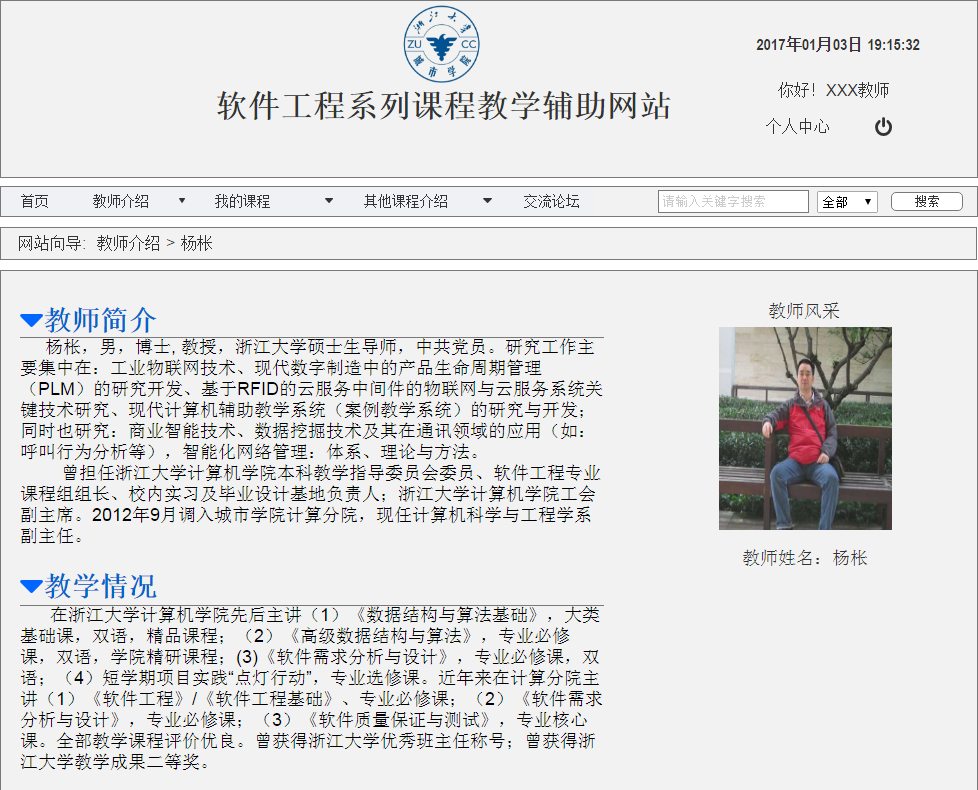 浙江大学
ZU CC
城市学院
2017年01月03日 19:15:32
软件工程系列课程教学辅助网站
你好！XXX教师
个人中心
首页 教师介绍 我的课程 其他课程介绍 交流论坛 请输入关键字搜索 全部 搜索
网站向导: 教师介绍 > 杨枨
教师简介
杨枨，男，博士, 教授，浙江大学硕士生导师，中共党员。研究工作主
要集中在：工业物联网技术、现代数字制造中的产品生命周期管理
（PLM）的研究开发、基于RFID的云服务中间件的物联网与云服务系统关
键技术研究、现代计算机辅助教学系统（案例教学系统）的研究与开发；
同时也研究：商业智能技术、数据挖掘技术及其在通讯领域的应用（如：
呼叫行为分析等），智能化网络管理：体系、理论与方法。
曾担任浙江大学计算机学院本科教学指导委员会委员、软件工程专业
课程组组长、校内实习及毕业设计基地负责人；浙江大学计算机学院工会
副主席。2012年9月调入城市学院计算分院，现任计算机科学与工程学系
副主任。
教学情况
在浙江大学计算机学院先后主讲（1）《数据结构与算法基础》，大类
基础课，双语，精品课程；（2）《高级数据结构与算法》，专业必修
课，双语，学院精研课程；(3)《软件需求分析与设计》，专业必修课，双
语；（4）短学期项目实践“点灯行动”，专业选修课。近年来在计算分院主
讲（1）《软件工程》/《软件工程基础》、专业必修课；（2）《软件需求
分析与设计》，专业必修课；（3）《软件质量保证与测试》，专业核心
课。全部教学课程评价优良。曾获得浙江大学优秀班主任称号；曾获得浙
江大学教学成果二等奖。
教师风采
教师姓名：杨枨